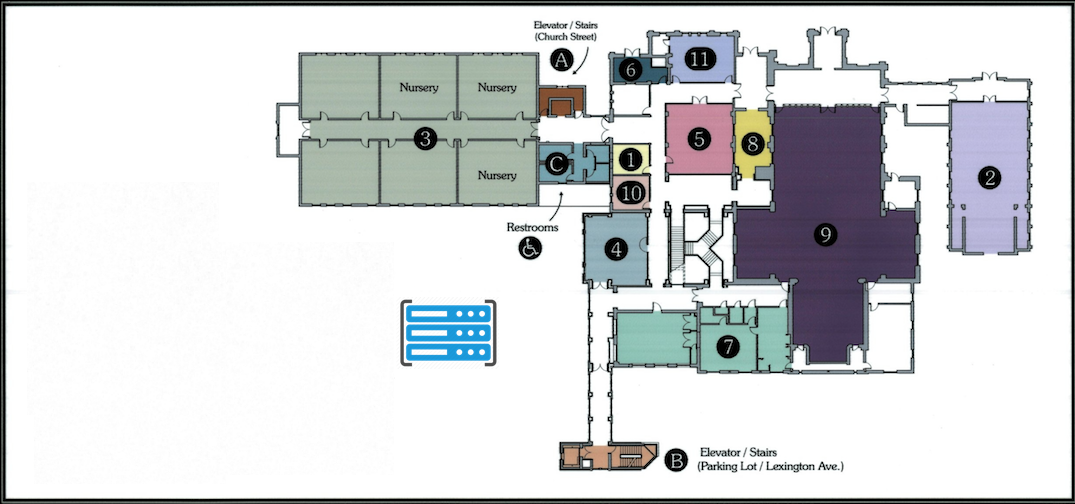 Elevator / Stairs
(Church Street)
A
6
11
Nursery
Nursery
3
5
8
C
1
2
Nursery
10
Restrooms
9
4
7
B
Elevator / Stairs
(Parking Lot / Lexington Ave.)